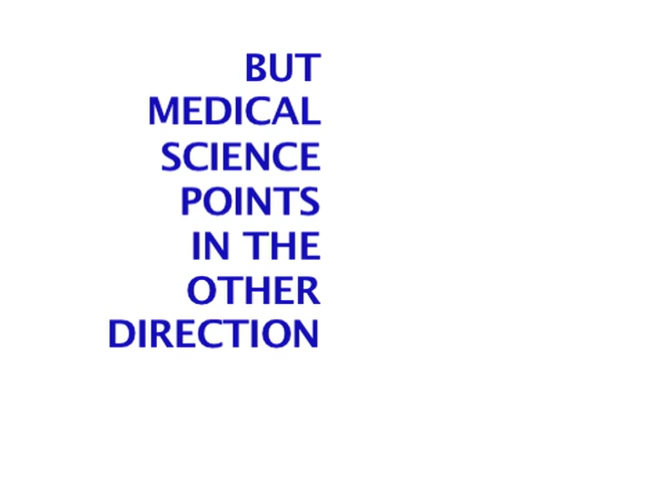 BUT
MEDICAL
SCIENCE
POINTS
IN THE
OTHER
DIRECTION